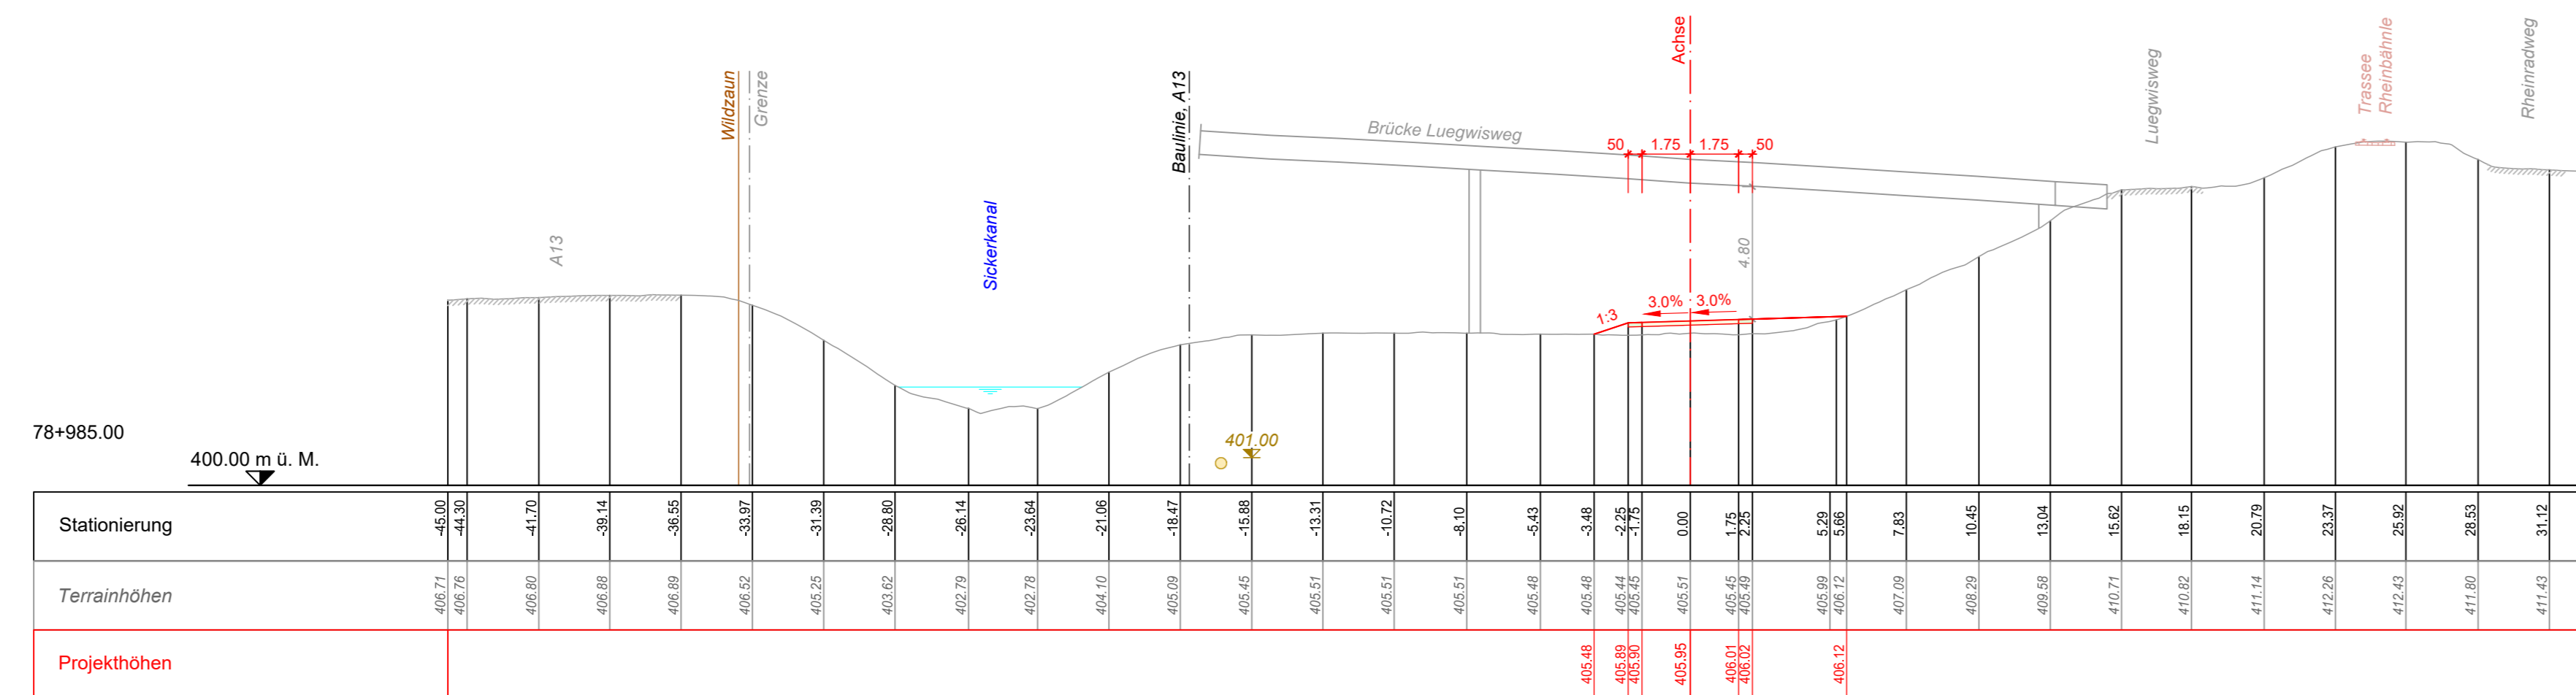 Achse
Trassee
Rheinbähnle
Rheinradweg
Luegwisweg
Wildzaun
Grenze
Baulinie, A13
Brücke Luegwisweg
50 1.75 1.75 50
Sickerkanal
A13
4.80
1:3 3.0% 3.0%
78+985.00
401.00
400.00 m ü. M.
Stationierung -45.00 -44.30 -41.70 -39.14 -36.55 -33.97 -31.39 -28.80 -26.14 -23.64 -21.06 -18.47 -15.88 -13.31 -10.72 -8.10 -5.43 -3.48 -2.25 -1.75 0.00 1.75 2.25 5.29 5.66 7.83 10.45 13.04 15.62 18.15 20.79 23.37 25.92 28.53 31.12
Terrainhöhen 406.71 406.76 406.80 406.88 406.89 406.52 405.25 403.62 402.79 402.78 404.10 405.09 405.45 405.51 405.51 405.51 405.48 405.48 405.44 405.45 405.51 405.45 405.49 405.99 406.12 407.09 408.29 409.58 410.71 410.82 411.14 412.26 412.43 411.80 411.43
Projekthöhen 405.48 405.89 405.90 405.95 406.01 406.02 406.12